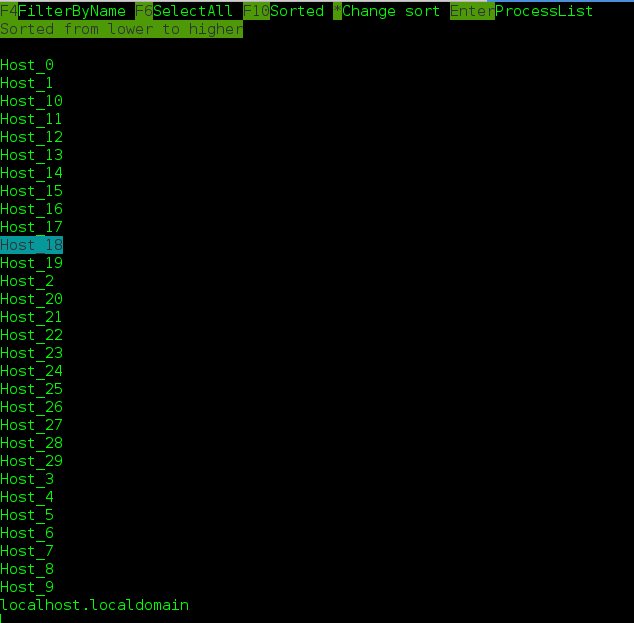 F4FilterByName F6SelectAll F10Sorted *Change sort EnterProcessList
Sorted from lower to higher
Host_0
Host_1
Host_10
Host_11
Host_12
Host_13
Host_14
Host_15
Host_16
Host_17
Host_18
Host_19
Host_2
Host_20
Host_21
Host_22
Host_23
Host_24
Host_25
Host_26
Host_27
Host_28
Host_29
Host_3
Host_4
Host_5
Host_6
Host_7
Host_8
Host_9
localhost.localdomain